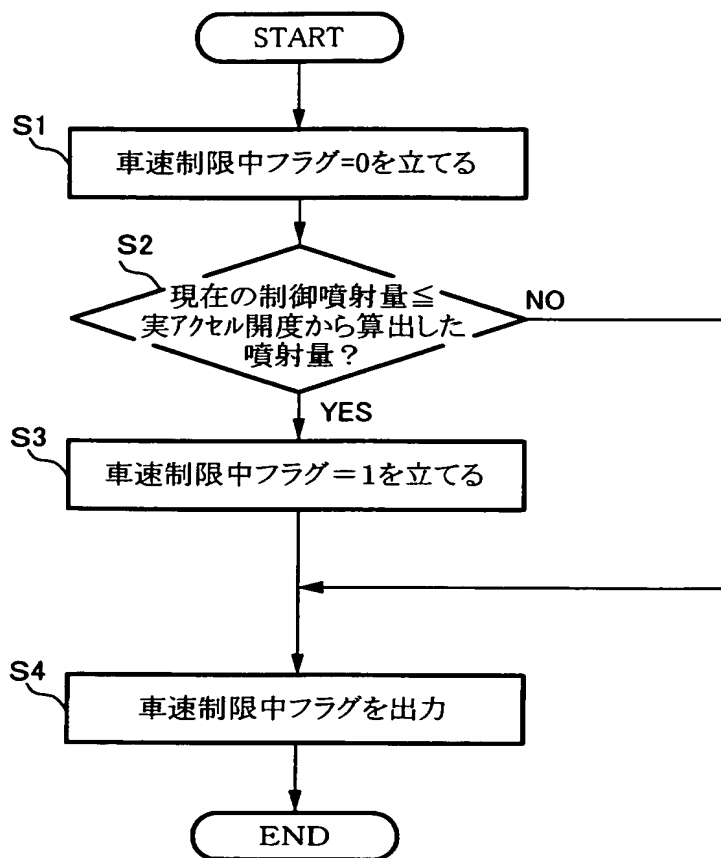 START
S1
車速制限中フラグ=0を立てる
S2
現在の制御噴射量≦
実アクセル開度から算出した
噴射量？
NO
YES
S3
車速制限中フラグ＝1を立てる
S4
車速制限中フラグを出力
END